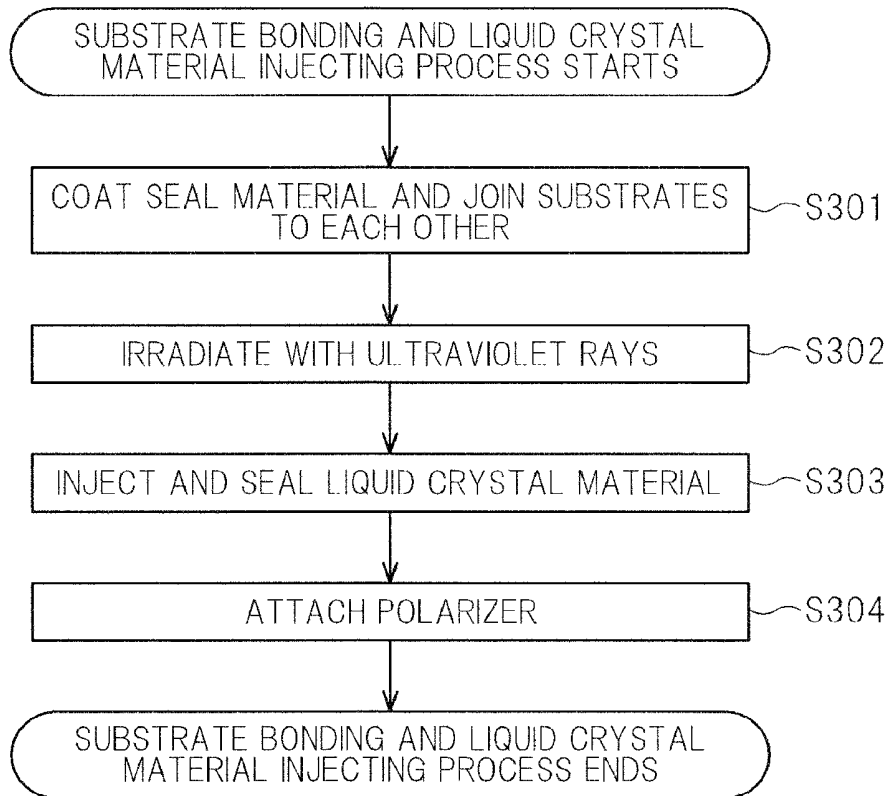 SUBSTRATE BONDING AND LIQUID CRYSTAL
MATERIAL INJECTING PROCESS STARTS
COAT SEAL MATERIAL AND JOIN SUBSTRATES
TO EACH OTHER
S301
IRRADIATE WITH ULTRAVIOLET RAYS
S302
INJECT AND SEAL LIQUID CRYSTAL MATERIAL
S303
ATTACH POLARIZER
S304
SUBSTRATE BONDING AND LIQUID CRYSTAL
MATERIAL INJECTING PROCESS ENDS